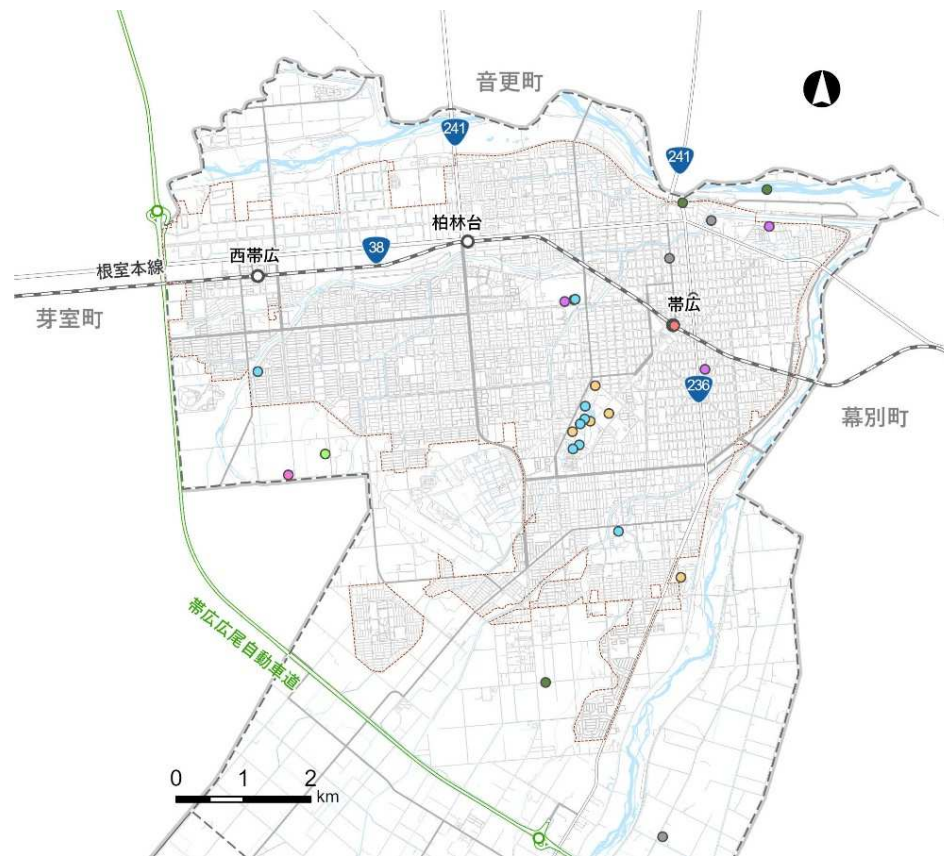 音更町
241
241
柏林台
38
西帯広
根室本線
芽室町
帯広
236
幕別町
帯広広尾自動車道
0 1 2
km